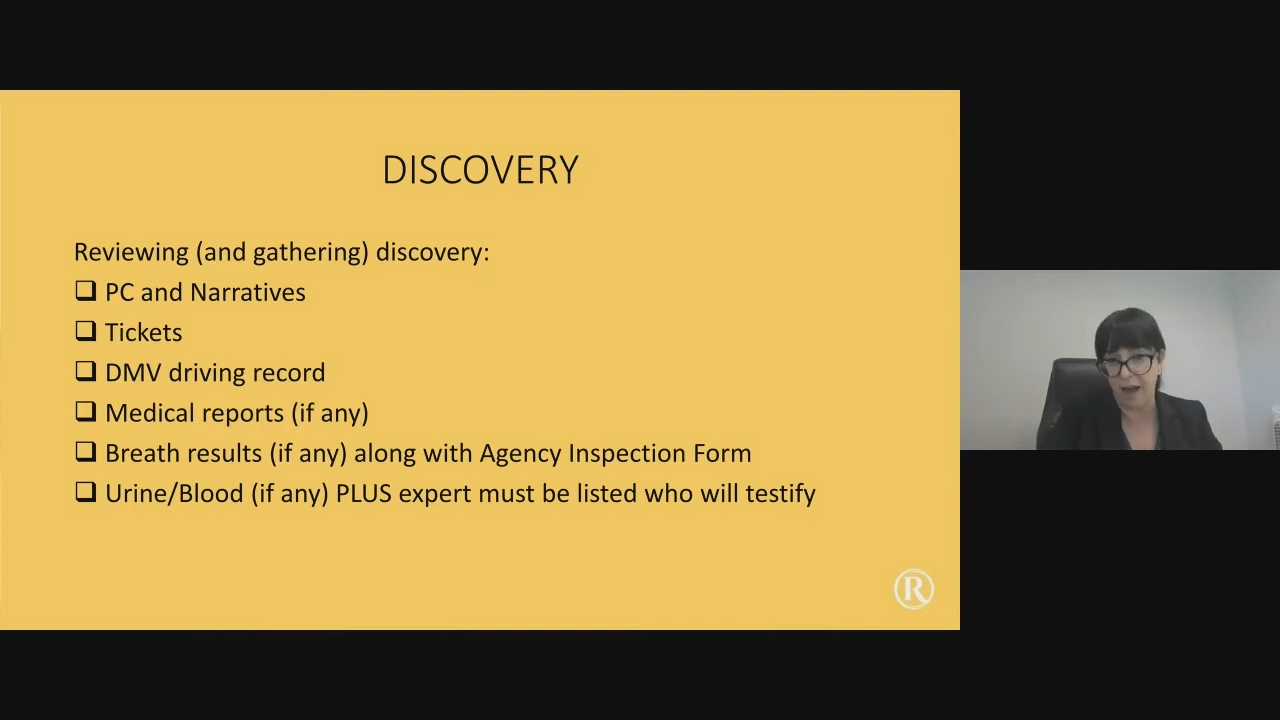 DISCOVERY
Reviewing (and gathering) discovery:
PC and Narratives
Tickets
DMV driving record
Medical reports (if any)
Breath results (if any) along with Agency Inspection Form
Urine/Blood (if any) PLUS expert must be listed who will testify
R